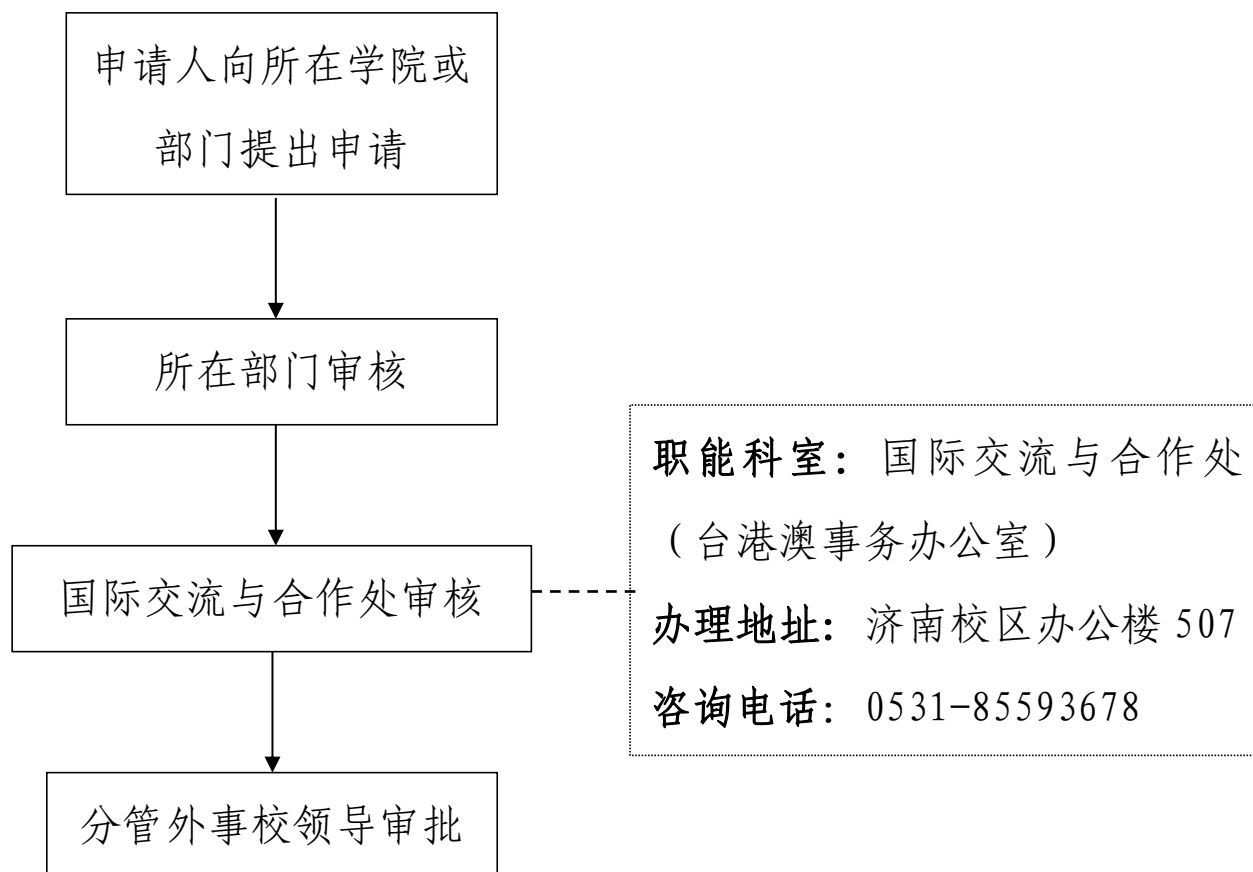 申请人向所在学院或
部门提出申请
所在部门审核
国际交流与合作处审核
职能科室：国际交流与合作处
（台港澳事务办公室）
办理地址：济南校区办公楼 507
咨询电话：0531-85593678
分管外事校领导审批